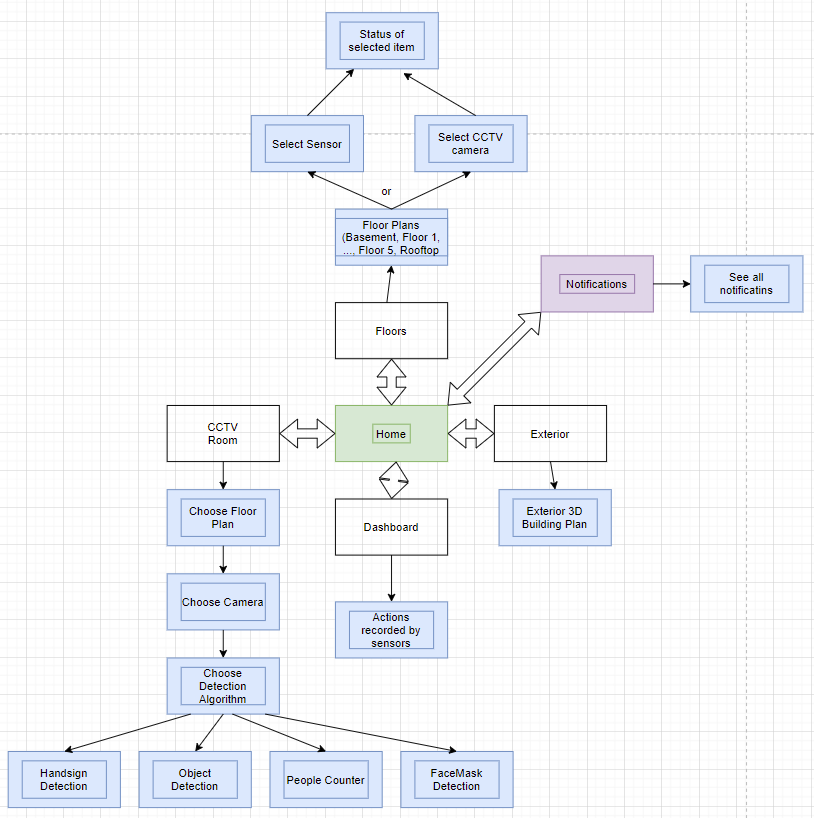 Status of
selected item
Select Sensor
Select CCTV
camera
or
Floor Plans
(Basement, Floor 1,
..., Floor 5, Rooftop
Notifications
See all
notificatins
Floors
CCTV
Room
Home
Exterior
Choose Floor
Plan
Dashboard
Exterior 3D
Building Plan
Choose Camera
Actions
recorded by
sensors
Choose
Detection
Algorithm
Handsign
Detection
Object
Detection
People Counter
FaceMask
Detection